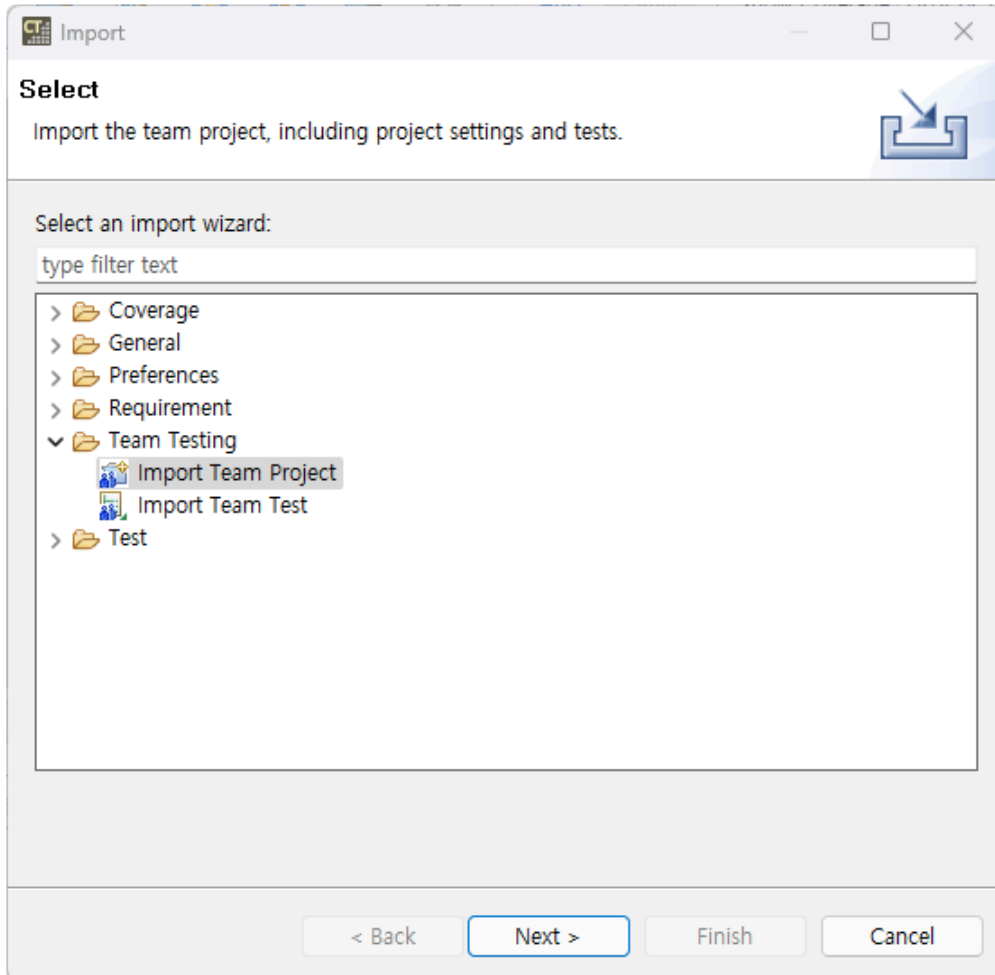 CT
Import
Select
Import the team project, including project settings and tests.
Select an import wizard:
type filter text
Coverage
General
Preferences
Requirement
Team Testing
Import Team Project
Import Team Test
Test
< Back
Next >
Finish
Cancel